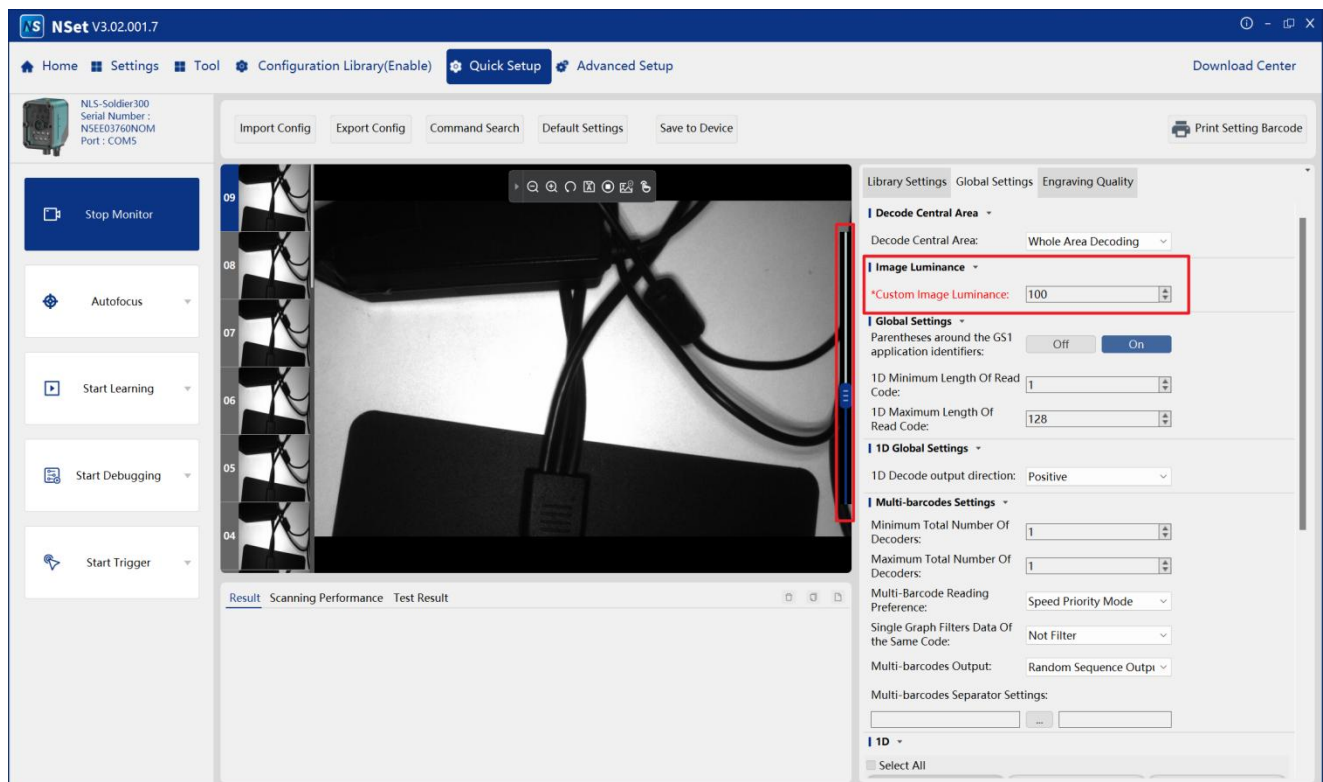 NS NSet V3.02.001.7
Home Settings Tool Configuration Library(Enable) Quick Setup Advanced Setup Download Center
NLS-Soldier300
Serial Number :
NSEE03760NOM
Port : COM5
Import Config Export Config Command Search Default Settings Save to Device Print Setting Barcode
Stop Monitor
Autofocus
Start Learning
Start Debugging
Start Trigger
09
08
07
06
05
04
Result Scanning Performance Test Result
Library Settings Global Settings Engraving Quality
Decode Central Area
Decode Central Area: Whole Area Decoding
Image Luminance
*Custom Image Luminance: 100
Global Settings
Parentheses around the GS1
application identifiers: Off On
1D Minimum Length Of Read
Code: 1
1D Maximum Length Of
Read Code: 128
1D Global Settings
1D Decode output direction: Positive
Multi-barcodes Settings
Minimum Total Number Of
Decoders: 1
Maximum Total Number Of
Decoders: 1
Multi-Barcode Reading
Preference: Speed Priority Mode
Single Graph Filters Data Of
the Same Code: Not Filter
Multi-barcodes Output: Random Sequence Outpu
Multi-barcodes Separator Settings:
...
1D
Select All